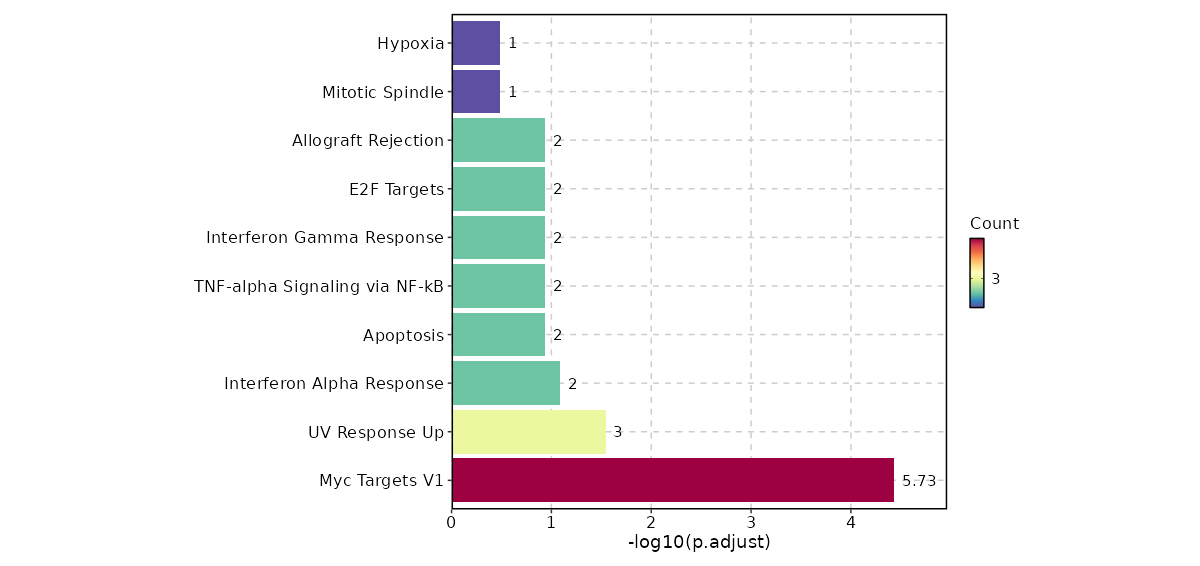 Hypoxia 1
Mitotic Spindle 1
Allograft Rejection 2
E2F Targets 2
Interferon Gamma Response 2
TNF-alpha Signaling via NF-kB 2
Apoptosis 2
Interferon Alpha Response 2
UV Response Up 3
Myc Targets V1 5.73
0 1 2 3 4
-log10(p.adjust)
Count
3